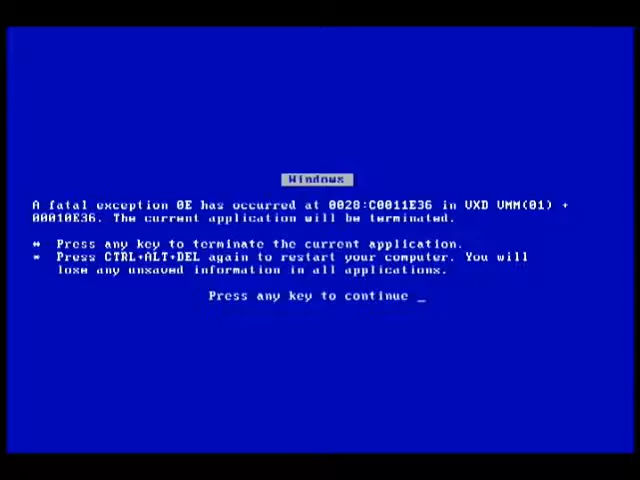 Windows
A fatal exception 0E has occurred at 0028:C0011E36 in VXD VMM(01) +
00010E36. The current application will be terminated.
* Press any key to terminate the current application.
* Press CTRL+ALT+DEL again to restart your computer. You will
lose any unsaved information in all applications.
Press any key to continue _